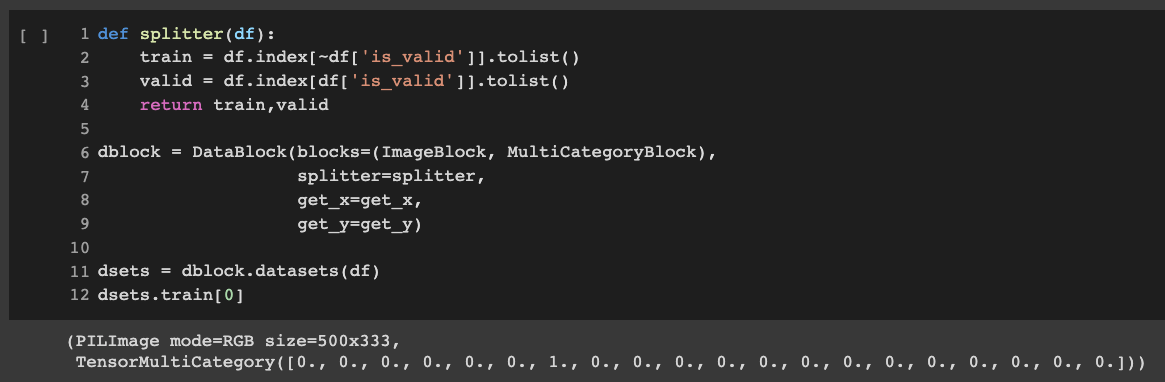 [ ] 1 def splitter(df):
2     train = df.index[~df['is_valid']].tolist()
3     valid = df.index[df['is_valid']].tolist()
4     return train,valid
5
6 dblock = DataBlock(blocks=(ImageBlock, MultiCategoryBlock),
7                    splitter=splitter,
8                    get_x=get_x,
9                    get_y=get_y)
10
11 dsets = dblock.datasets(df)
12 dsets.train[0]
(PILImage mode=RGB size=500x333,
 TensorMultiCategory([0., 0., 0., 0., 0., 0., 1., 0., 0., 0., 0., 0., 0., 0., 0., 0., 0., 0., 0., 0.]))